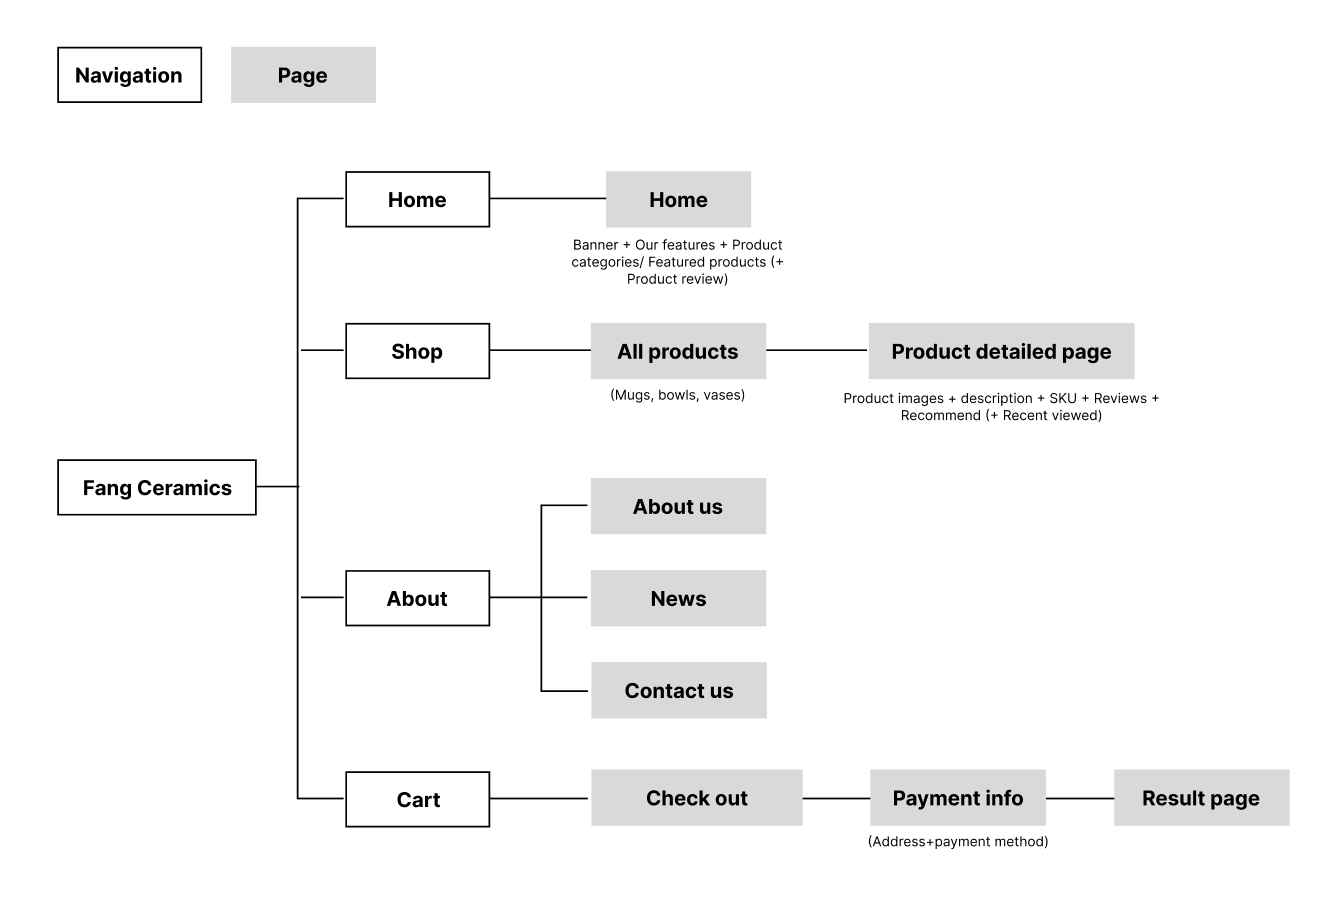 Navigation
Page
Home
Home
Banner + Our features + Product
categories/ Featured products (+
Product review)
Shop
All products
Product detailed page
(Mugs, bowls, vases)
Product images + description + SKU + Reviews +
Recommend (+ Recent viewed)
Fang Ceramics
About us
About
News
Contact us
Cart
Check out
Payment info
Result page
(Address+payment method)